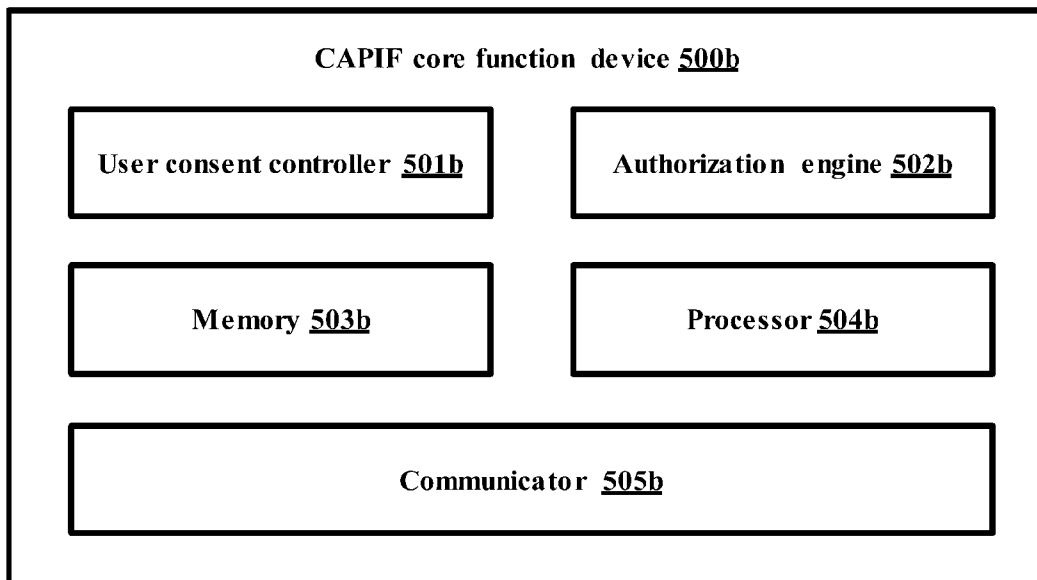 CAPIF core function device 500b
User consent controller 501b
Authorization engine 502b
Memory 503b
Processor 504b
Communicator 505b